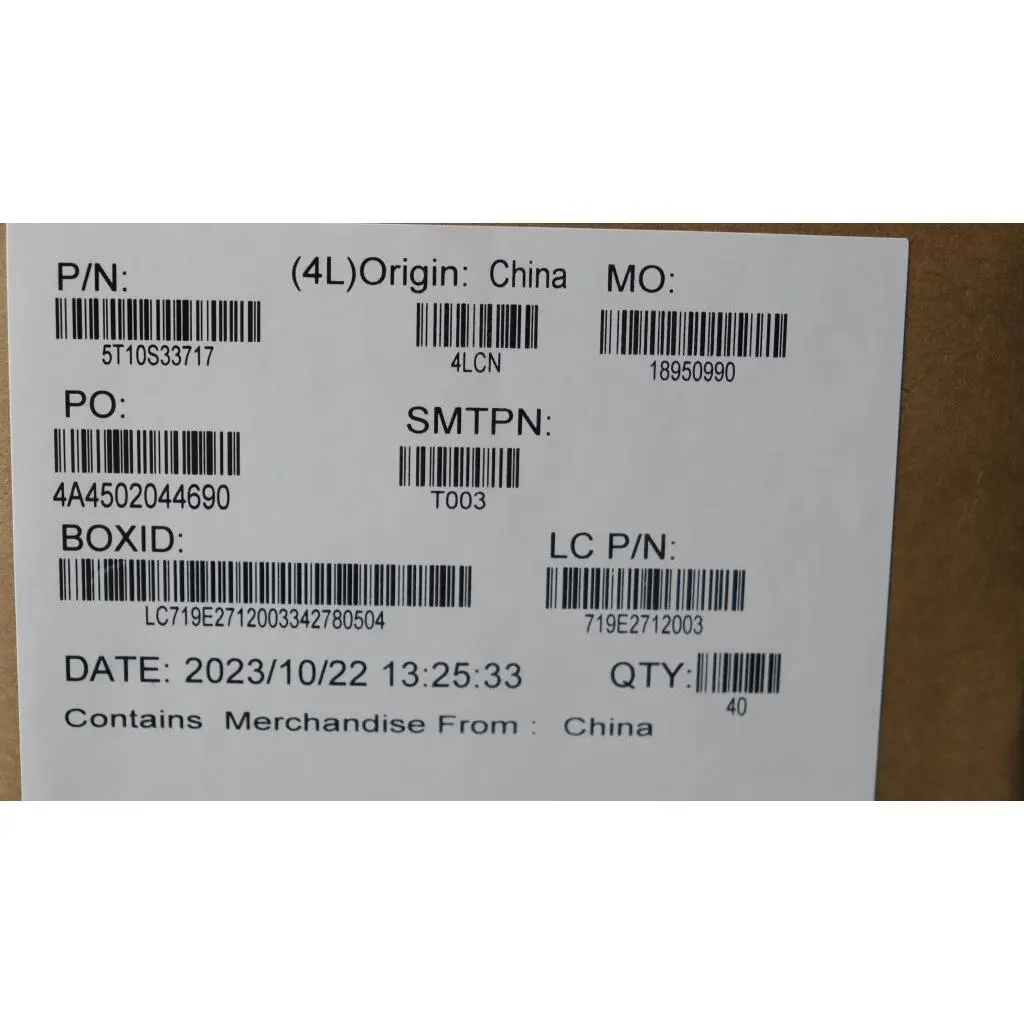 P/N: (4L)Origin: China MO:
5T10S33717 4LCN 18950990
PO: SMTPN:
4A4502044690 T003
BOXID: LC P/N:
LC719E2712003342780504 719E2712003
DATE: 2023/10/22 13:25:33 QTY:
40
Contains Merchandise From : China